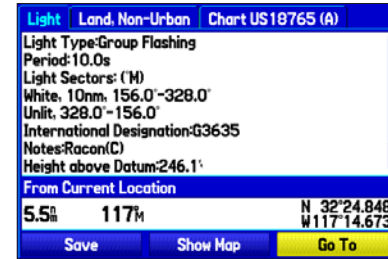 Light Land, Non-Urban Chart US18765 (A)
Light Type:Group Flashing
Period:10.0s
Light Sectors: (°M)
White, 10nm, 156.0°-328.0°
Unlit, 328.0°-156.0°
International Designation:G3635
Notes:Racon(C)
Height above Datum:246.1
From Current Location
5.5 117°M N 32°24.848
W117°14.673
Save Show Map Go To